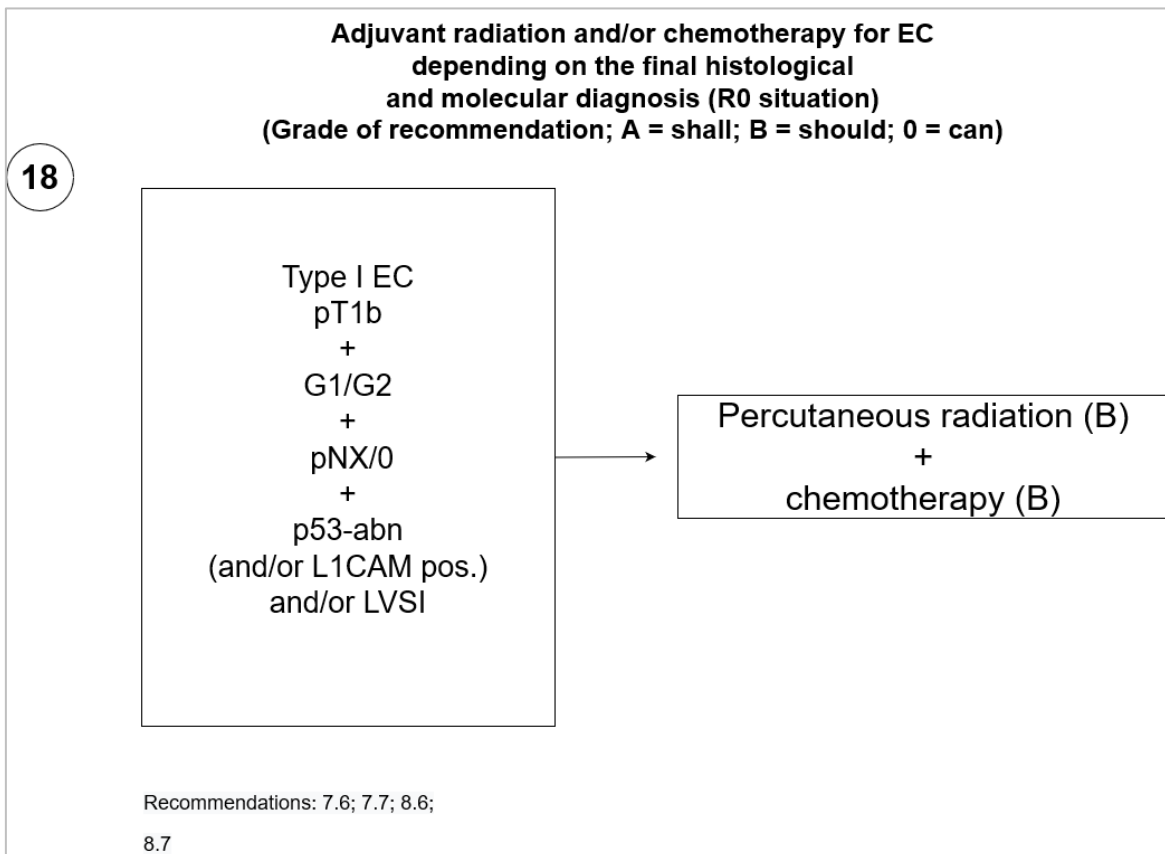 Adjuvant radiation and/or chemotherapy for EC
depending on the final histological
and molecular diagnosis (R0 situation)
(Grade of recommendation; A = shall; B = should; 0 = can)
18
Type I EC
pT1b
+
G1/G2
+
pNX/0
+
p53-abn
(and/or L1CAM pos.)
and/or LVSI
Percutaneous radiation (B)
+
chemotherapy (B)
Recommendations: 7.6; 7.7; 8.6;
8.7